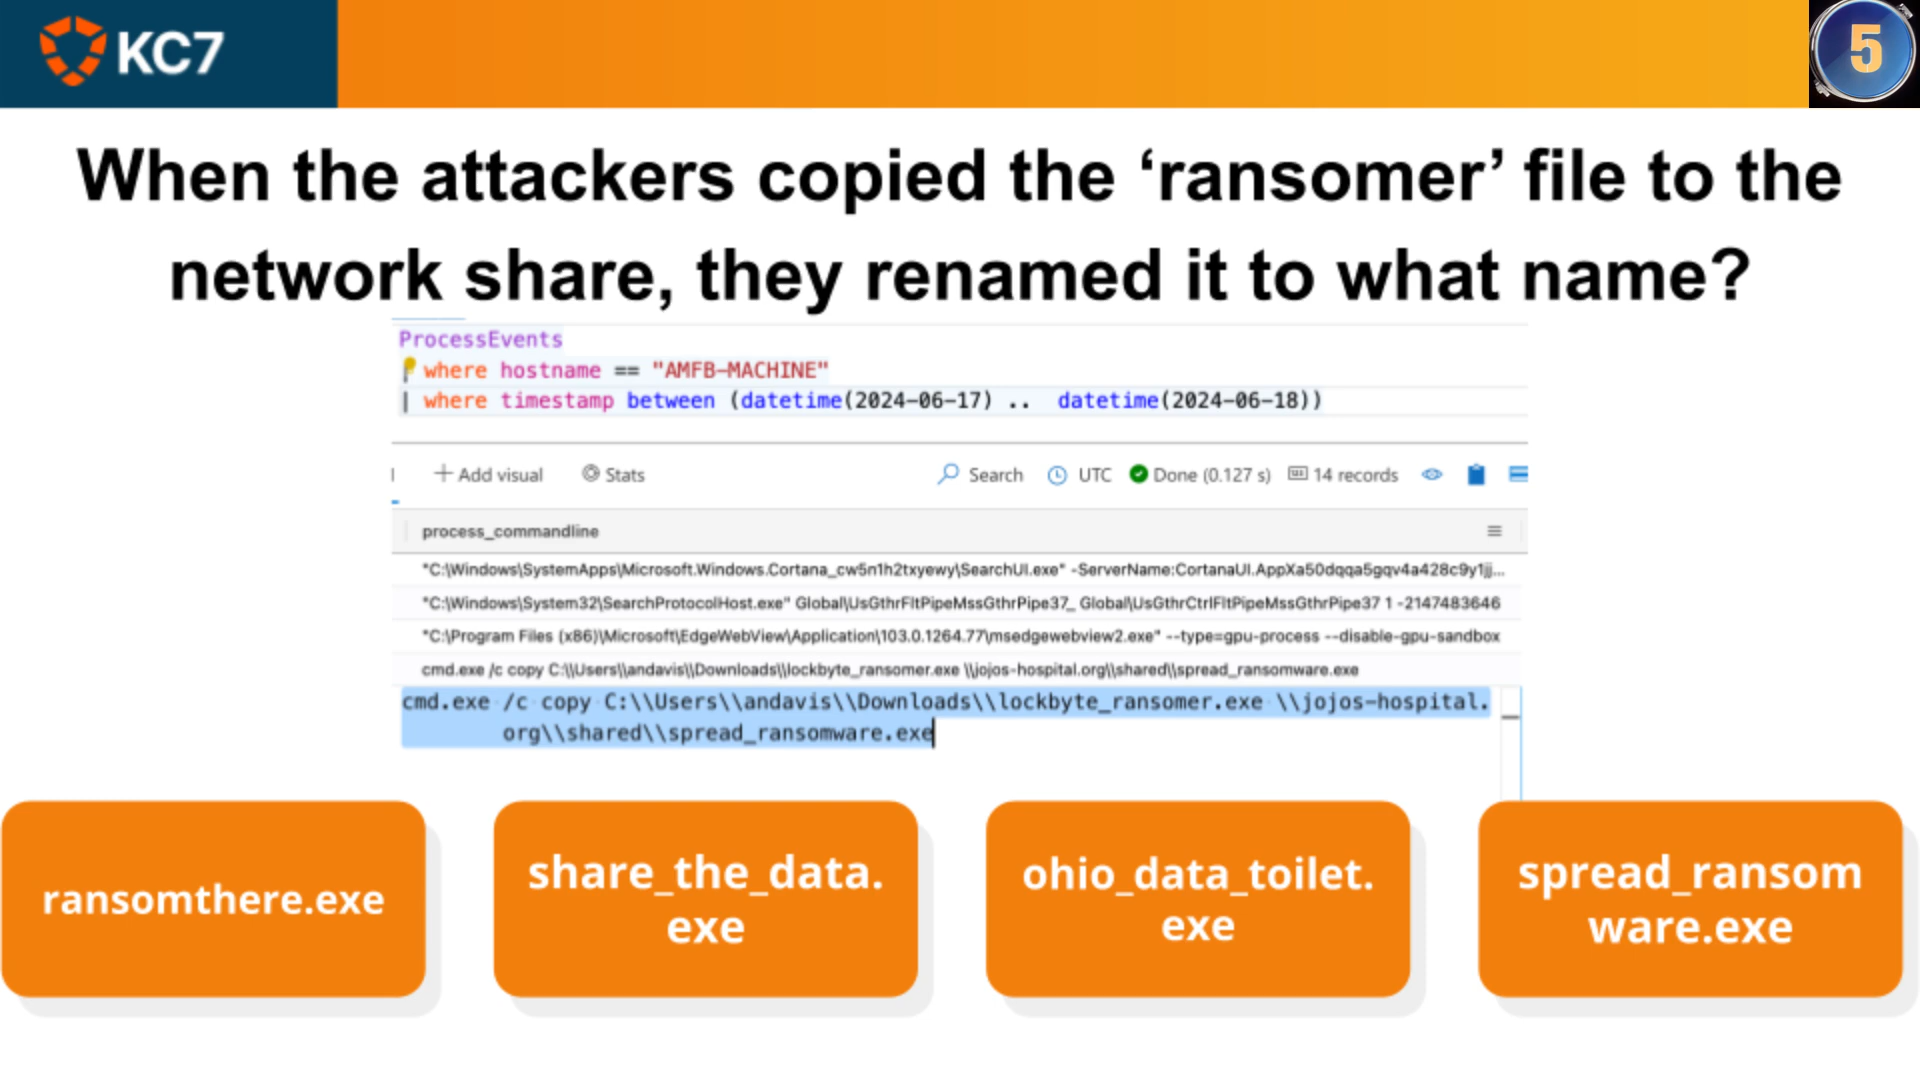 KC7
5
When the attackers copied the ‘ransomer’ file to the
network share, they renamed it to what name?
ProcessEvents
where hostname == "AMFB-MACHINE"
| where timestamp between (datetime(2024-06-17) .. datetime(2024-06-18))
Add visual Stats Search UTC Done (0.127 s) 14 records
process_commandline
"C:\Windows\SystemApps\Microsoft.Windows.Cortana_cw5n1h2txyewy\SearchUI.exe" -ServerName:CortanaUI.AppXa50dqqa5gqv4a428c9y1jj...
"C:\Windows\System32\SearchProtocolHost.exe" Global\UsGthrFltPipeMssGthrPipe37_ Global\UsGthrCtrlFltPipeMssGthrPipe37 1 -2147483646
"C:\Program Files (x86)\Microsoft\EdgeWebView\Application\103.0.1264.77\msedgewebview2.exe" --type=gpu-process --disable-gpu-sandbox
cmd.exe /c copy C:\\Users\\andavis\\Downloads\\lockbyte_ransomer.exe \\jojos-hospital.org\\shared\\spread_ransomware.exe
cmd.exe /c copy C:\\Users\\andavis\\Downloads\\lockbyte_ransomer.exe \\jojos-hospital.
org\\shared\\spread_ransomware.exe
ransomthere.exe
share_the_data.
exe
ohio_data_toilet.
exe
spread_ransom
ware.exe